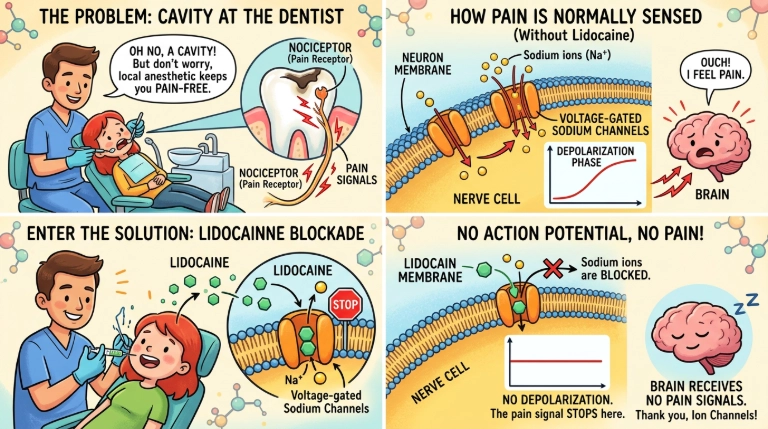 THE PROBLEM: CAVITY AT THE DENTIST
OH NO, A CAVITY!
But don't worry,
local anesthetic keeps
you PAIN-FREE.
NOCICEPTOR
(Pain Receptor)
NOCICEPTOR
(Pain Receptor)
PAIN
SIGNALS
HOW PAIN IS NORMALLY SENSED
(Without Lidocaine)
NEURON
MEMBRANE
Sodium ions (Na⁺)
VOLTAGE-GATED
SODIUM CHANNELS
DEPOLARIZATION
PHASE
NERVE CELL
OUCH!
I FEEL PAIN.
BRAIN
ENTER THE SOLUTION: LIDOCAINNE BLOCKADE
LIDOCAINE
LIDOCAINE
STOP
Na⁺
Voltage-gated
Sodium Channels
NO ACTION POTENTIAL, NO PAIN!
LIDOCAIN
MEMBRANE
Sodium ions
are BLOCKED.
NERVE CELL
NO DEPOLARIZATION.
The pain signal STOPS here.
ZZ
BRAIN RECEIVES
NO PAIN SIGNALS.
Thank you, Ion Channels!